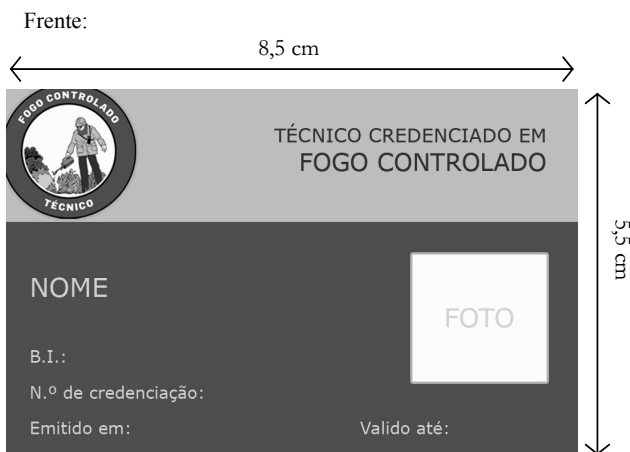 Frente:
8,5 cm
FOGO CONTROLADO
TÉCNICO
TÉCNICO CREDENCIADO EM
FOGO CONTROLADO
5,5 cm
NOME
FOTO
B.I.:
N.º de credenciação:
Emitido em:
Valido até: